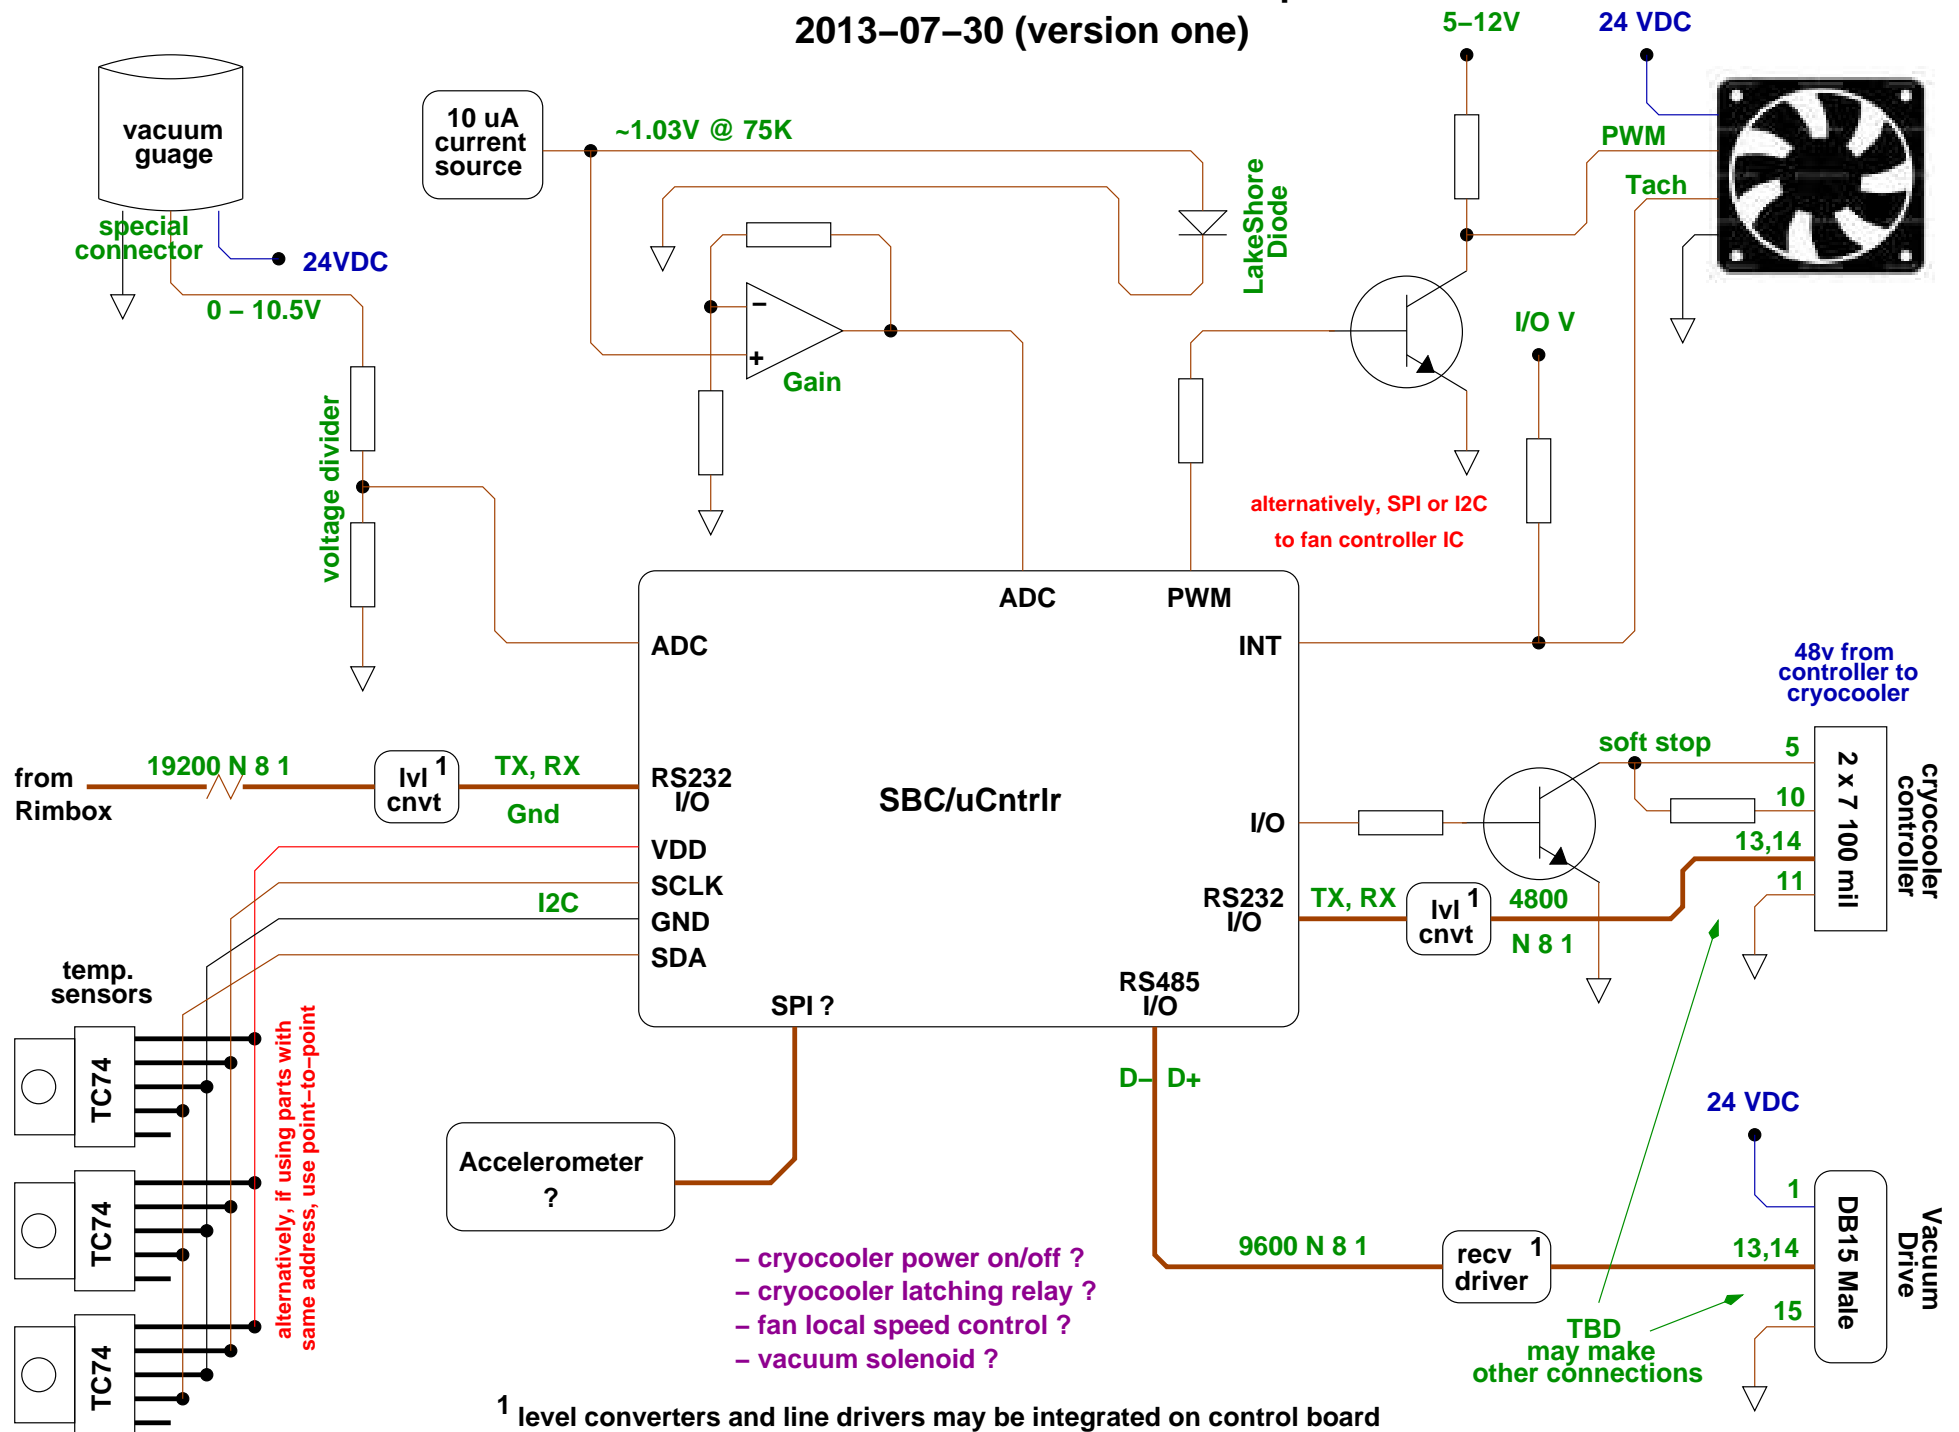 2013–07–30 (version one)
5–12V
24 VDC
vacuum
guage
10 uA
current
source
~1.03V @ 75K
PWM
Tach
LakeShore
Diode
special
connector
24VDC
0 – 10.5V
I/O V
–
+
Gain
voltage divider
alternatively, SPI or I2C
to fan controller IC
ADC
PWM
ADC
INT
48v from
controller to
cryocooler
from
Rimbox
19200 N 8 1
lvl 1
cnvt
TX, RX
Gnd
RS232
I/O
SBC/uCntrlr
I/O
soft stop
5
10
13,14
11
2 x 7 100 mil
cryocooler
controller
VDD
SCLK
I2C
GND
SDA
RS232
I/O
TX, RX
lvl 1
cnvt
4800
N 8 1
temp.
sensors
SPI ?
RS485
I/O
D–
D+
TC74
TC74
TC74
alternatively, if using parts with
same address, use point–to–point
Accelerometer
?
24 VDC
1
13,14
15
DB15 Male
Vacuum
Drive
9600 N 8 1
recv 1
driver
– cryocooler power on/off ?
– cryocooler latching relay ?
– fan local speed control ?
– vacuum solenoid ?
TBD
may make
other connections
1 level converters and line drivers may be integrated on control board